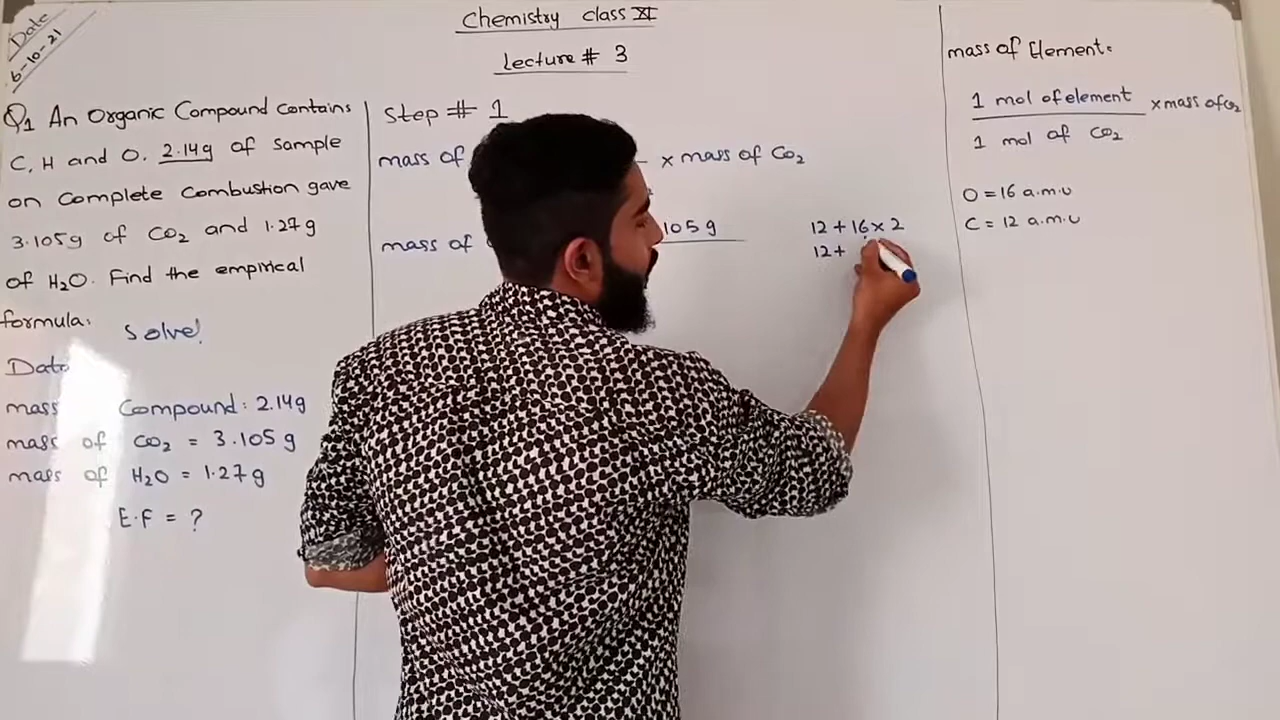 Date
6-10-21
Chemistry Class XI
Lecture # 3
Q1 An Organic Compound Contains
C, H and O. 2.14g of Sample
on Complete Combustion gave
3.105g of CO2 and 1.27g
of H2O. Find the empirical
formula.
Solve!
Data
mass Compound: 2.14g
mass of CO2 = 3.105 g
mass of H2O = 1.27g
E.F = ?
Step # 1
mass of × mass of CO2
mass of 105 g
12 + 16 × 2
12 +
mass of Element.
1 mol of element × mass of CO2
1 mol of CO2
O = 16 a.m.u
C = 12 a.m.u